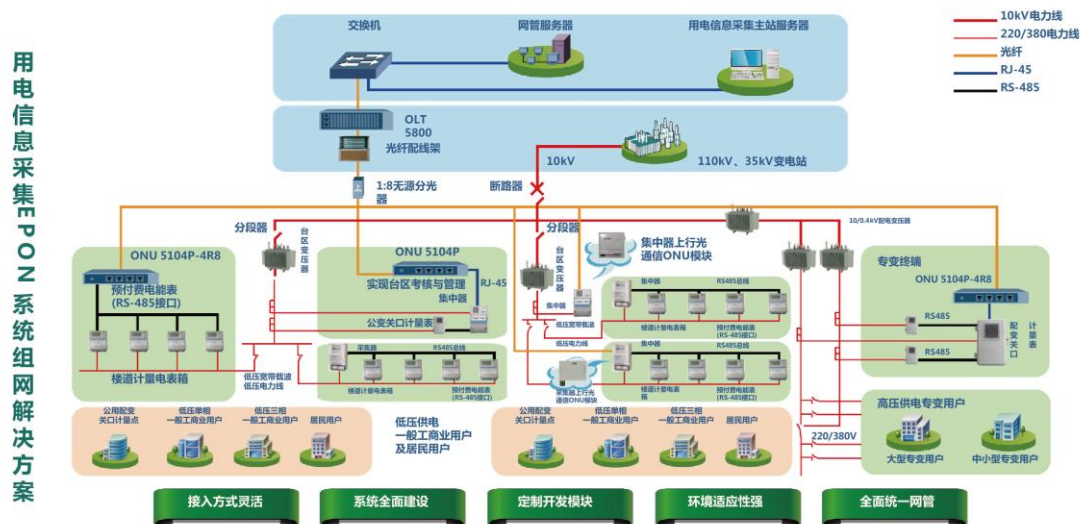 用电信息采集EPON系统组网解决方案
交换机
网管服务器
用电信息采集主站服务器
10kV电力线
220/380电力线
光纤
RJ-45
RS-485
OLT
5800
光纤配线架
10kV
110kV、35kV变电站
1:8无源分光
器
断路器
分段器
台区变压器
分段器
台区变压器
10/0.4kV配电变压器
ONU 5104P-4R8
预付费电能表
(RS-485接口)
楼道计量电表箱
ONU 5104P
实现台区考核与管理
集中器
RJ-45
公变关口计量表
采集器
RS485总线
楼道计量电表箱
预付费电能表
(RS-485接口)
低压宽带载波
低压电力线
集中器上行光
通信ONU模块
集中器
低压宽带载波
低压电力线
集中器
RS485总线
楼道计量电表箱
预付费电能表
(RS-485接口)
采集器上行光
通信ONU模块
集中器
RS485总线
楼道计量电表
箱
预付费电能表
(RS-485接口)
专变终端
ONU 5104P-4R8
RS485
RS485
配变关口
计量表
公用配变
关口计量点
低压单相
一般工商业用户
低压三相
一般工商业用户
居民用户
低压供电
一般工商业用户
及居民用户
公用配变
关口计量点
低压单相
一般工商业用户
低压三相
一般工商业用户
居民用户
220/380V
高压供电专变用户
大型专变用户
中小型专变用户
接入方式灵活
系统全面建设
定制开发模块
环境适应性强
全面统一网管